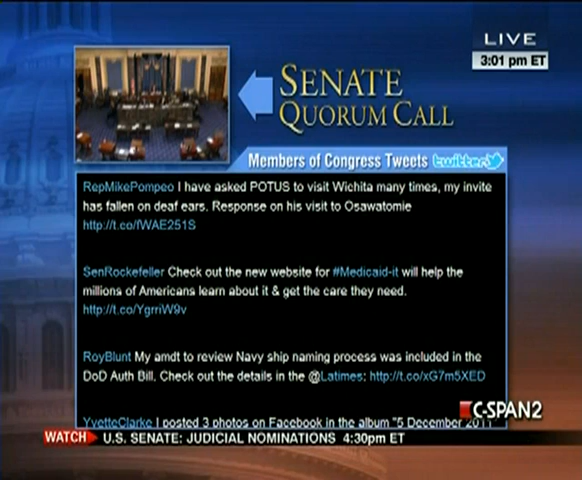 LIVE
3:01 pm ET
SENATE
QUORUM CALL
Members of Congress Tweets twitter
RepMikePompeo I have asked POTUS to visit Wichita many times, my invite
has fallen on deaf ears. Response on his visit to Osawatomie
http://t.co/fWAE251S
SenRockefeller Check out the new website for #Medicaid-it will help the
millions of Americans learn about it & get the care they need.
http://t.co/YgrriW9v
RoyBlunt My amdt to review Navy ship naming process was included in the
DoD Auth Bill. Check out the details in the @Latimes: http://t.co/xG7m5XED
YvetteClarke I posted 3 photos on Facebook in the album "5 December 2011"
C-SPAN2
WATCH U.S. SENATE: JUDICIAL NOMINATIONS 4:30pm ET